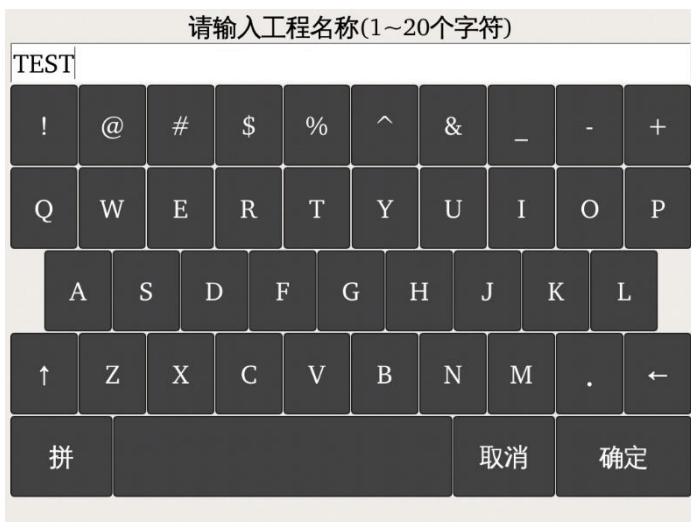 请输入工程名称(1~20个字符)
TEST
! @ # $ % ^ & _ - +
Q W E R T Y U I O P
A S D F G H J K L
↑ Z X C V B N M . ←
拼 取消 确定